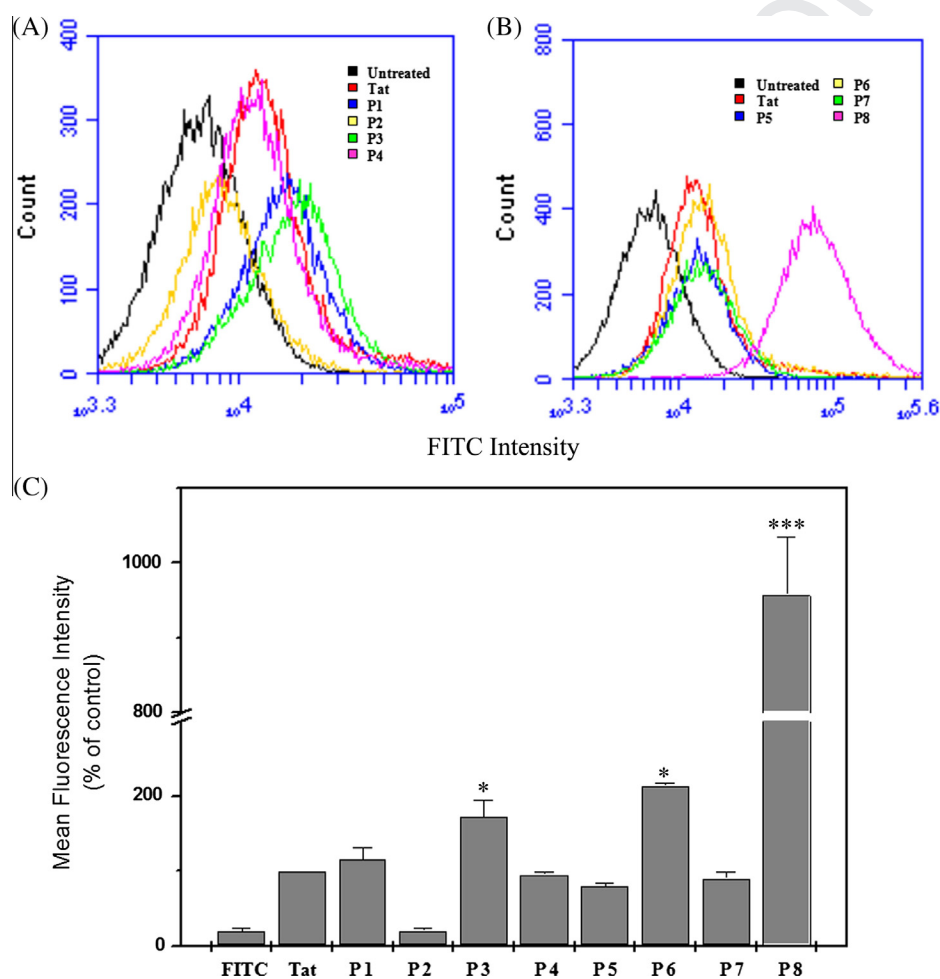 (A)
400
300
200
100
0
Count
Untreated
Tat
P1
P2
P3
P4
10^3.3
10^4
10^5
(B)
800
600
400
200
0
Count
Untreated
Tat
P5
P6
P7
P8
10^3.3
10^4
10^5
10^5.6
FITC Intensity
(C)
Mean Fluorescence Intensity
(% of control)
1000
800
200
0
*
*
***
FITC Tat P1 P2 P3 P4 P5 P6 P7 P8